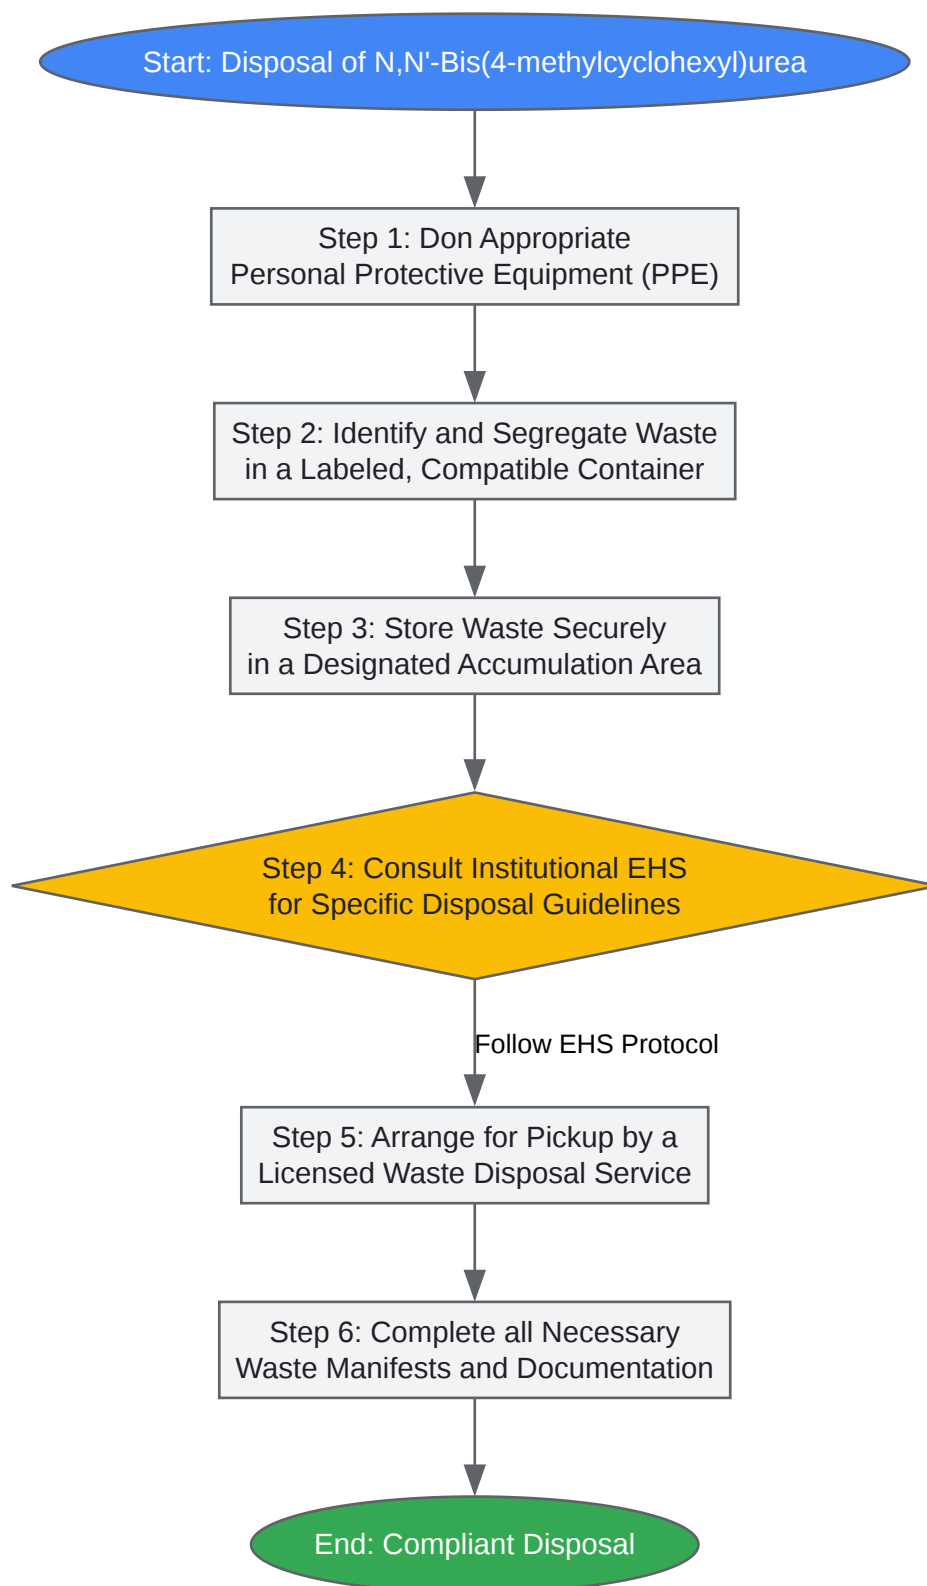 Start: Disposal of N,N'-Bis(4-methylcyclohexyl)urea
Step 1: Don Appropriate
Personal Protective Equipment (PPE)
Step 2: Identify and Segregate Waste
in a Labeled, Compatible Container
Step 3: Store Waste Securely
in a Designated Accumulation Area
Step 4: Consult Institutional EHS
for Specific Disposal Guidelines
Follow EHS Protocol
Step 5: Arrange for Pickup by a
Licensed Waste Disposal Service
Step 6: Complete all Necessary
Waste Manifests and Documentation
End: Compliant Disposal